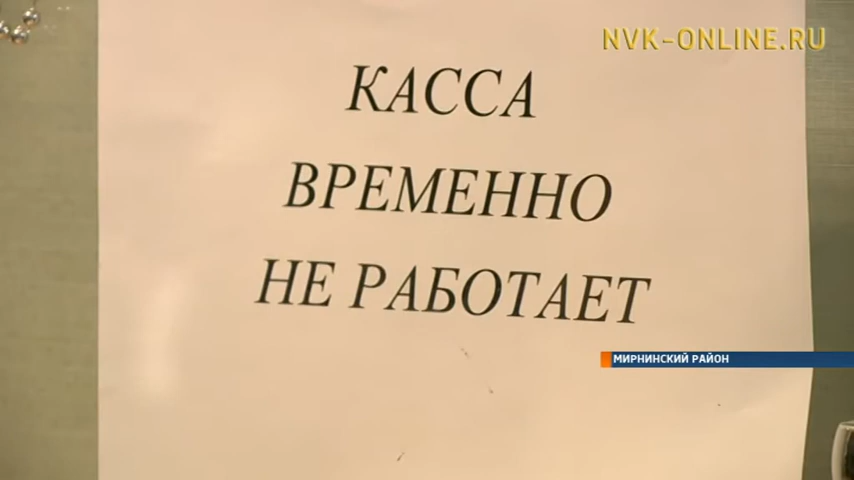 NVK-ONLINE.RU
КАССА
ВРЕМЕННО
НЕ РАБОТАЕТ
МИРНИНСКИЙ РАЙОН